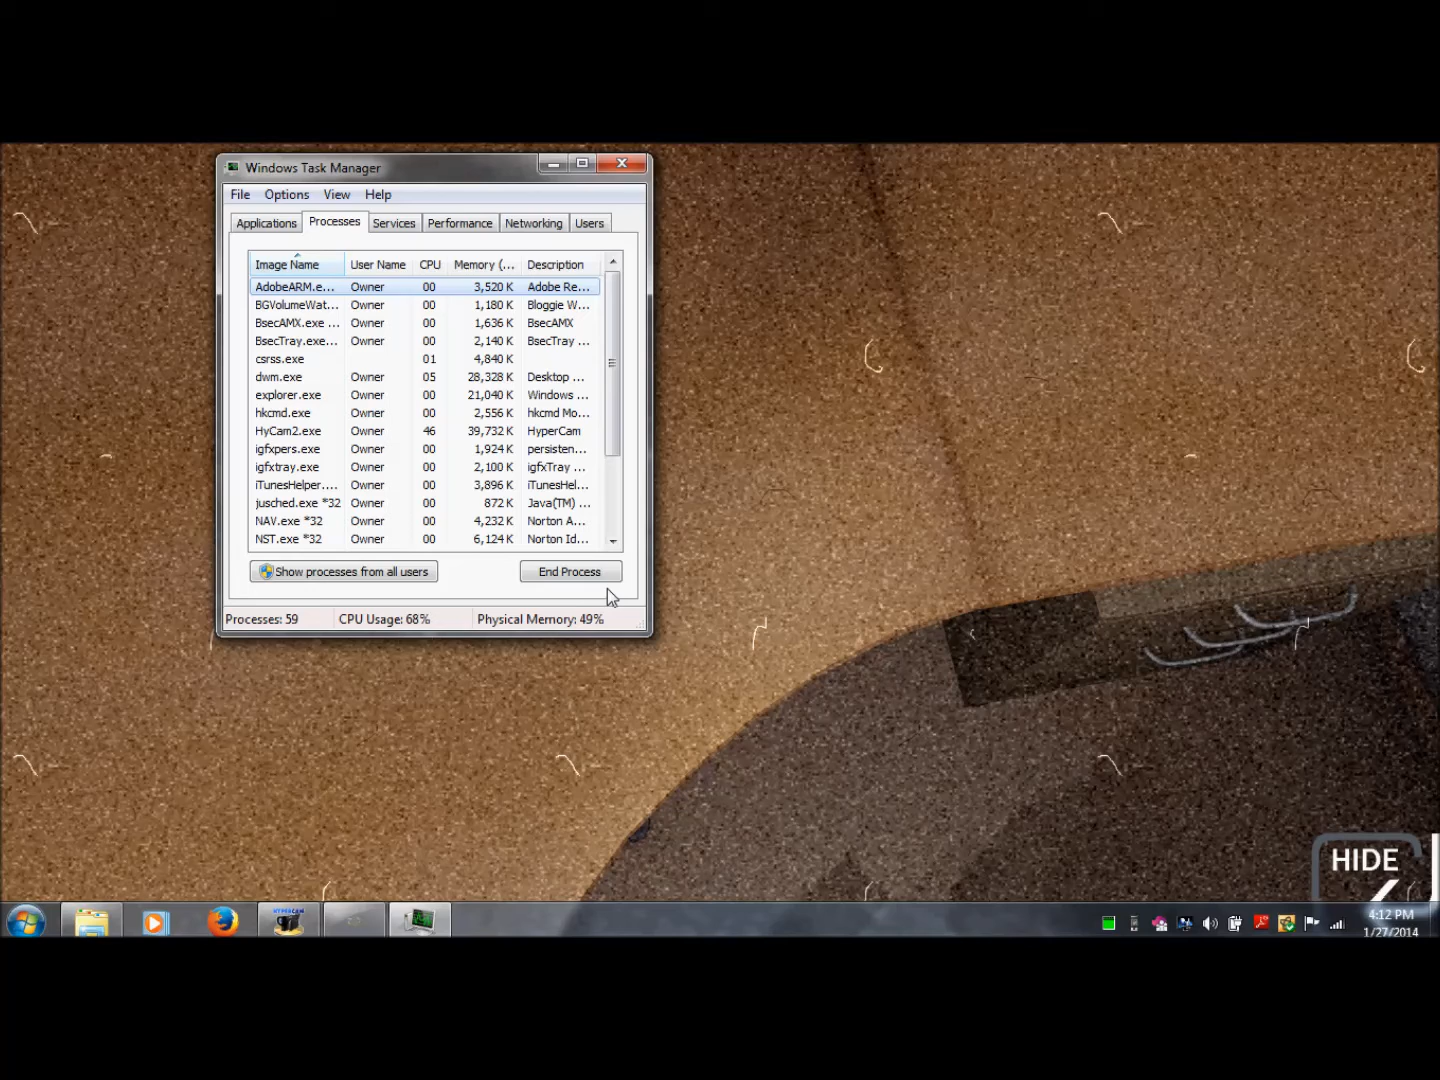 Windows Task Manager
File Options View Help
Applications Processes Services Performance Networking Users
Image Name User Name CPU Memory (... Description
AdobeARM.e... Owner 00 3,520 K Adobe Re...
BGVolumeWat... Owner 00 1,180 K Bloggie W...
BsecAMX.exe ... Owner 00 1,636 K BsecAMX
BsecTray.exe... Owner 00 2,140 K BsecTray ...
csrss.exe 01 4,840 K
dwm.exe Owner 05 28,328 K Desktop ...
explorer.exe Owner 00 21,040 K Windows ...
hkcmd.exe Owner 00 2,556 K hkcmd Mo...
HyCam2.exe Owner 46 39,732 K HyperCam
igfxpers.exe Owner 00 1,924 K persisten...
igfxtray.exe Owner 00 2,100 K igfxTray ...
iTunesHelper.... Owner 00 3,896 K iTunesHel...
jusched.exe *32 Owner 00 872 K Java(TM) ...
NAV.exe *32 Owner 00 4,232 K Norton A...
NST.exe *32 Owner 00 6,124 K Norton Id...
Show processes from all users End Process
Processes: 59 CPU Usage: 68% Physical Memory: 49%
HIDE
HYPERCAM
4:12 PM
1/27/2014